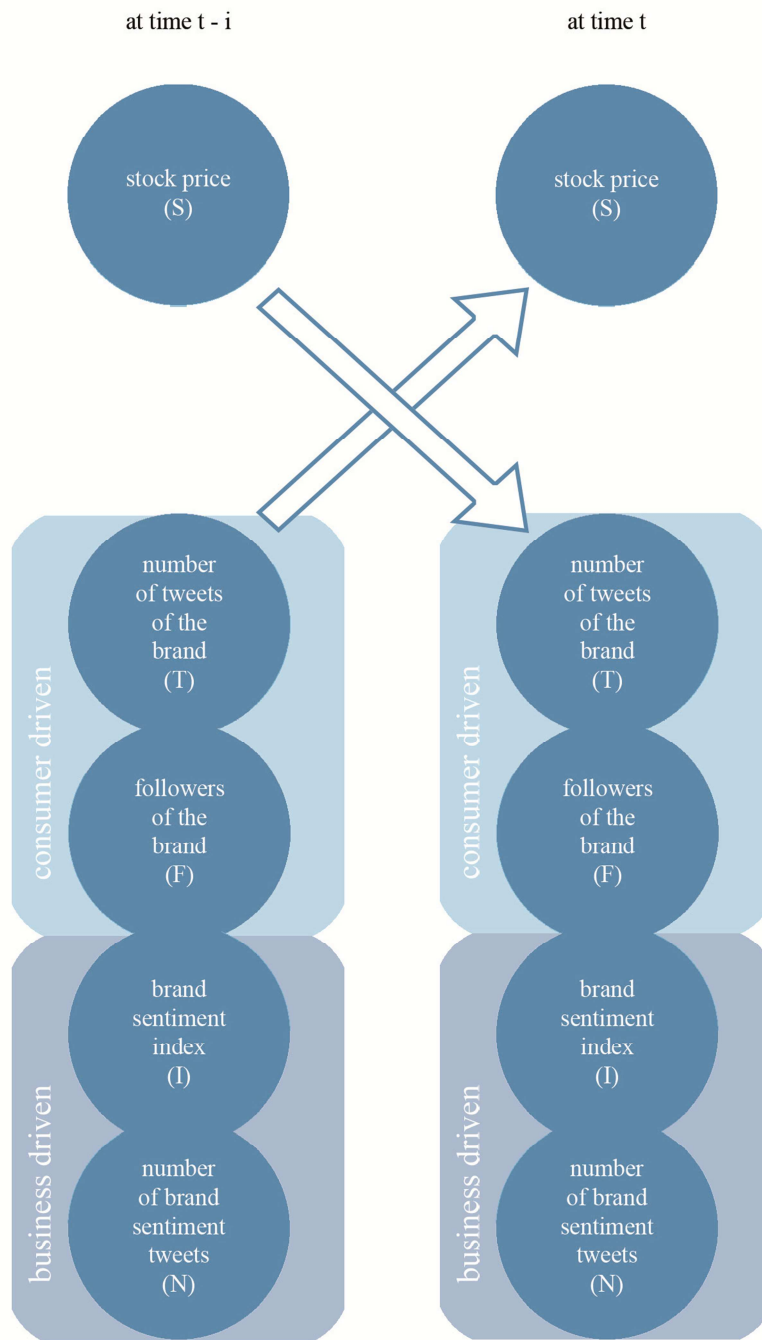 at time t - i
at time t
stock price
(S)
stock price
(S)
number
of tweets
of the
brand
(T)
number
of tweets
of the
brand
(T)
followers
of the
brand
(F)
followers
of the
brand
(F)
consumer driven
consumer driven
brand
sentiment
index
(I)
brand
sentiment
index
(I)
number
of brand
sentiment
tweets
(N)
number
of brand
sentiment
tweets
(N)
business driven
business driven